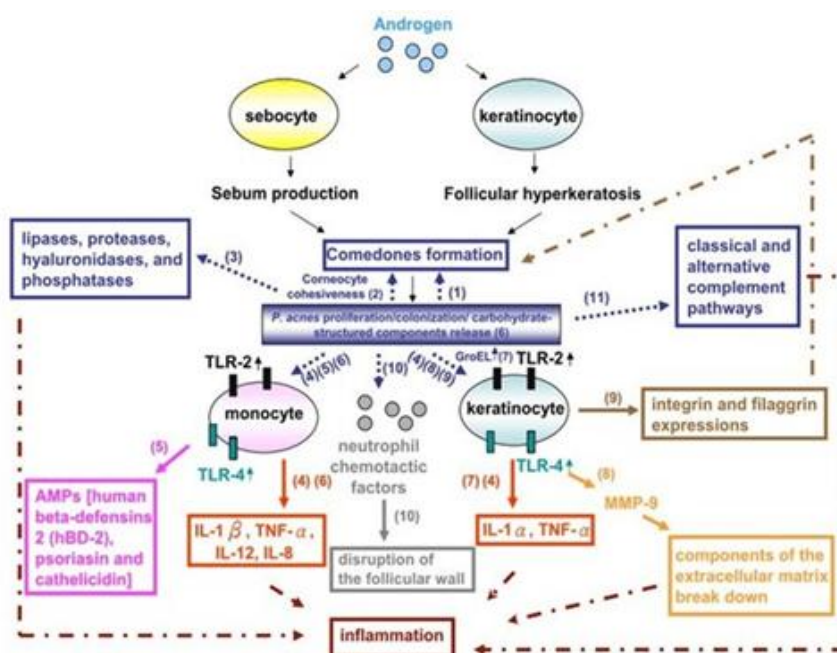 Androgen
sebocyte
keratinocyte
Sebum production
Follicular hyperkeratosis
lipases, proteases,
hyaluronidases, and
phosphatases
(3)
Comedones formation
classical and
alternative
complement
pathways
Corneocyte
cohesiveness (2)
(1)
(11)
P. acnes proliferation/colonization/ carbohydrate-
structured components release (6)
TLR-2
(4)(5)(6)
(10)
(4)(8)(9)
GroEL (7)
TLR-2
monocyte
keratinocyte
(9)
integrin and filaggrin
expressions
neutrophil
chemotactic
factors
(5)
TLR-4
TLR-4
(8)
(4) (6)
(7) (4)
MMP-9
AMPs [human
beta-defensins
2 (hBD-2),
psoriasin and
cathelicidin]
(10)
IL-1 β , TNF-α ,
IL-12, IL-8
IL-1 α , TNF-α
disruption of
the follicular wall
components of the
extracellular matrix
break down
inflammation